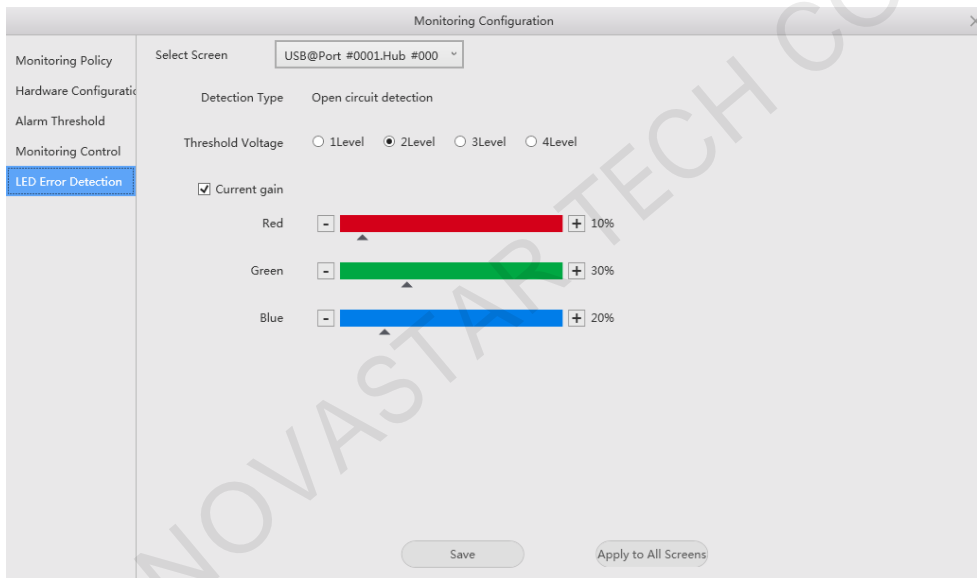 Monitoring Configuration
Monitoring Policy
Hardware Configuratio
Alarm Threshold
Monitoring Control
LED Error Detection
Select Screen USB@Port #0001.Hub #000
Detection Type Open circuit detection
Threshold Voltage 1Level 2Level 3Level 4Level
Current gain
Red - + 10%
Green - + 30%
Blue - + 20%
Save Apply to All Screens
NOVASTAR TECH CO